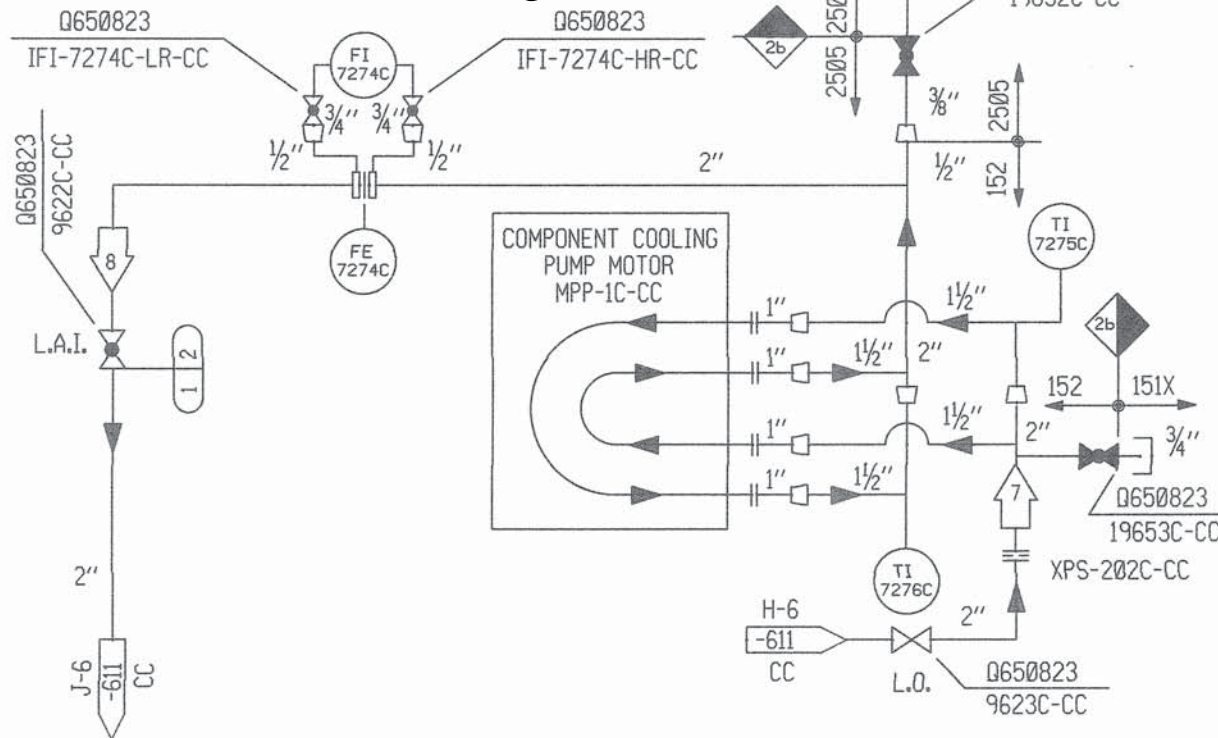 Q650823
IFI-7274C-LR-CC
FI
7274C
Q650823
IFI-7274C-HR-CC
3/4"
3/4"
1/2"
1/2"
Q650823
9622C-CC
2b
2505
3/8"
2505
1/2"
152
2"
FE
7274C
8
L.A.I.
1 2
2"
J-6
-611
CC
COMPONENT COOLING
PUMP MOTOR
MPP-1C-CC
TI
7275C
1"
1 1/2"
1"
1 1/2"
2"
1"
1 1/2"
2"
1"
1 1/2"
2b
152
151X
3/4"
7
Q650823
19653C-CC
XPS-202C-CC
TI
7276C
2"
H-6
-611
CC
L.O.
Q650823
9623C-CC